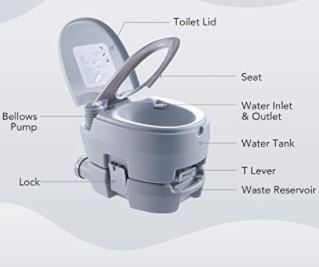 Toilet Lid
Seat
Bellows
Pump
Water Inlet
& Outlet
Water Tank
T Lever
Lock
Waste Reservoir